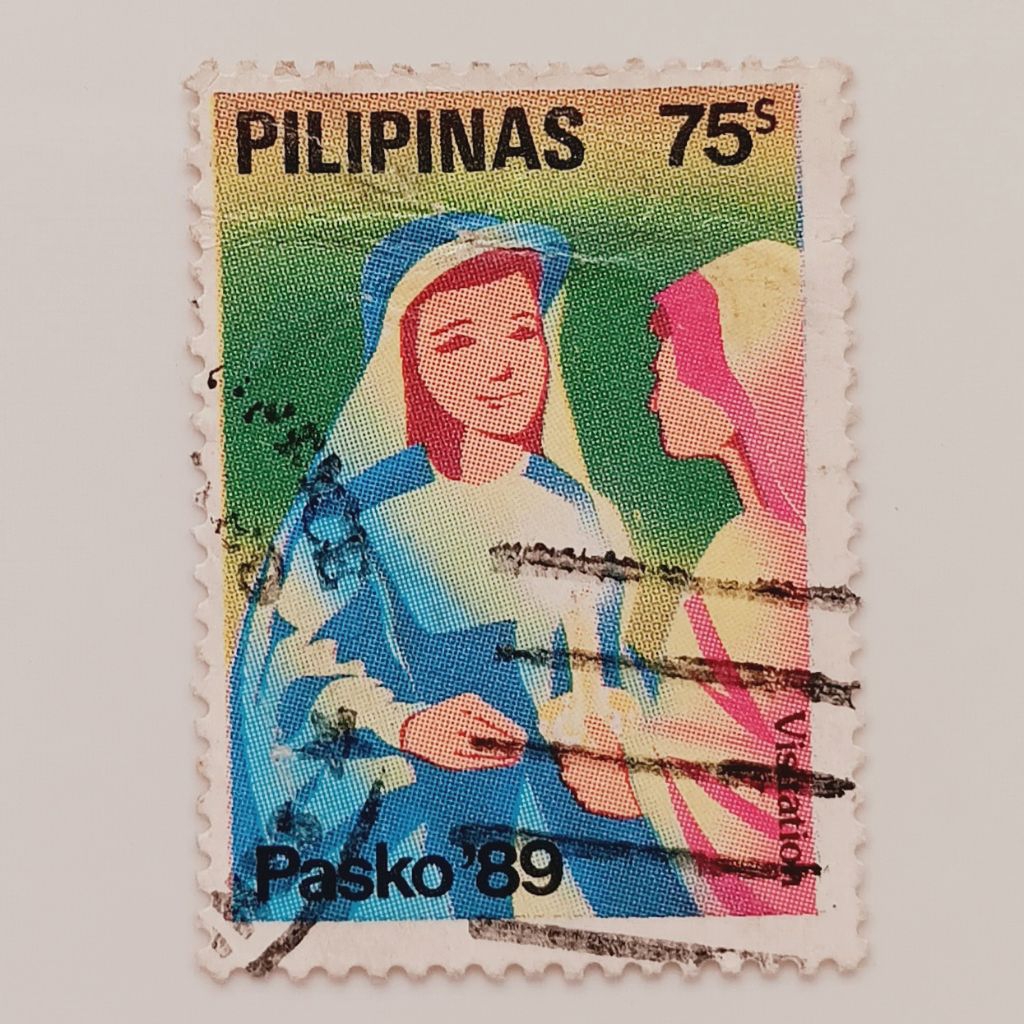 PILIPINAS 75s
Visitation
Pasko '89